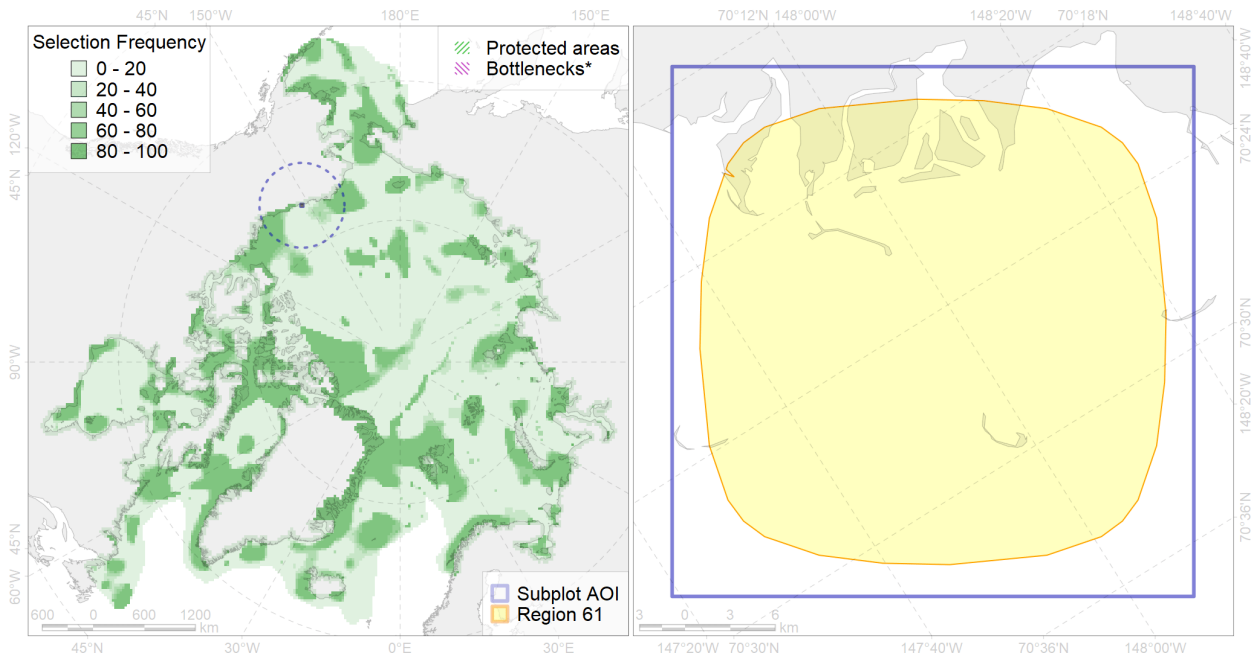 45°N 150°W 180°E 150°E
70°12'N 148°00'W 148°20'W 70°18'N 148°40'W
Selection Frequency
0 - 20
20 - 40
40 - 60
60 - 80
80 - 100
Protected areas
Bottlenecks*
120°W
45°N
90°W
45°N
60°W
148°40'W
70°24'N
70°30'N
148°20'W
70°36'N
Subplot AOI
Region 61
600 0 600 1200
km
3 0 3 6
km
45°N 30°W 0°E 30°E
147°20'W 70°30'N 147°40'W 70°36'N 148°00'W